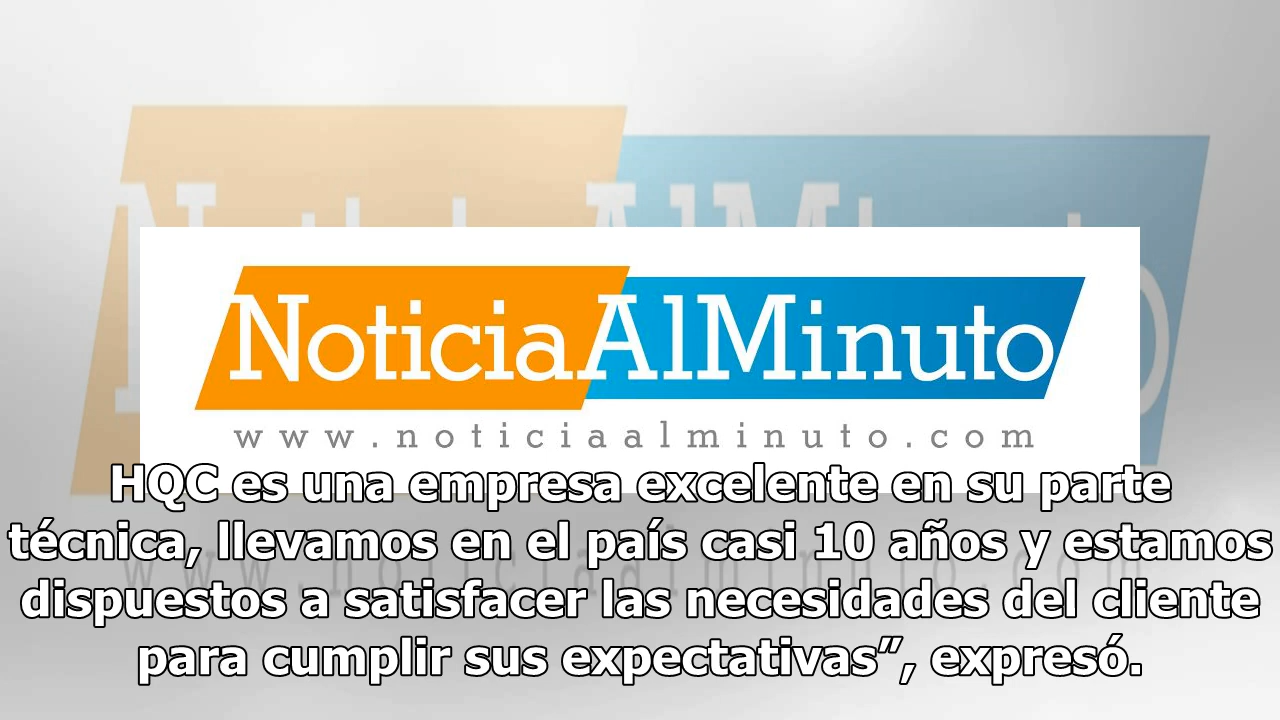 NoticiaAlMinuto
www.noticiaalminuto.com
HQC es una empresa excelente en su parte
técnica, llevamos en el país casi 10 años y estamos
dispuestos a satisfacer las necesidades del cliente
para cumplir sus expectativas”, expresó.